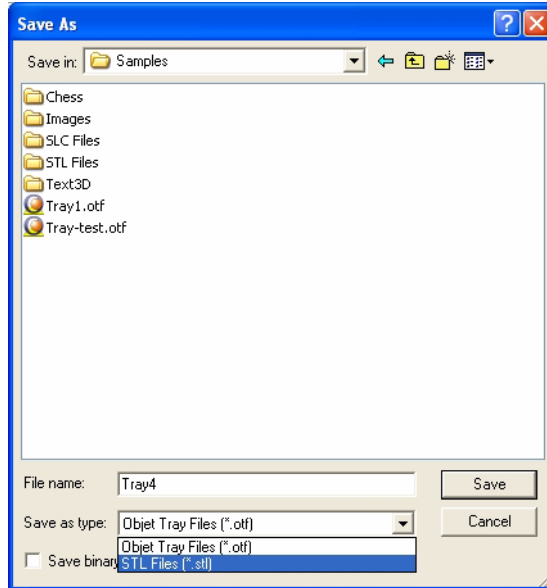 Save As
Save in: Samples
Chess
Images
SLC Files
STL Files
Text3D
Tray1.otf
Tray-test.otf
File name: Tray4 Save
Save as type: Objet Tray Files (*.otf) Cancel
Objet Tray Files (*.otf)
Save binary STL Files (*.stl)